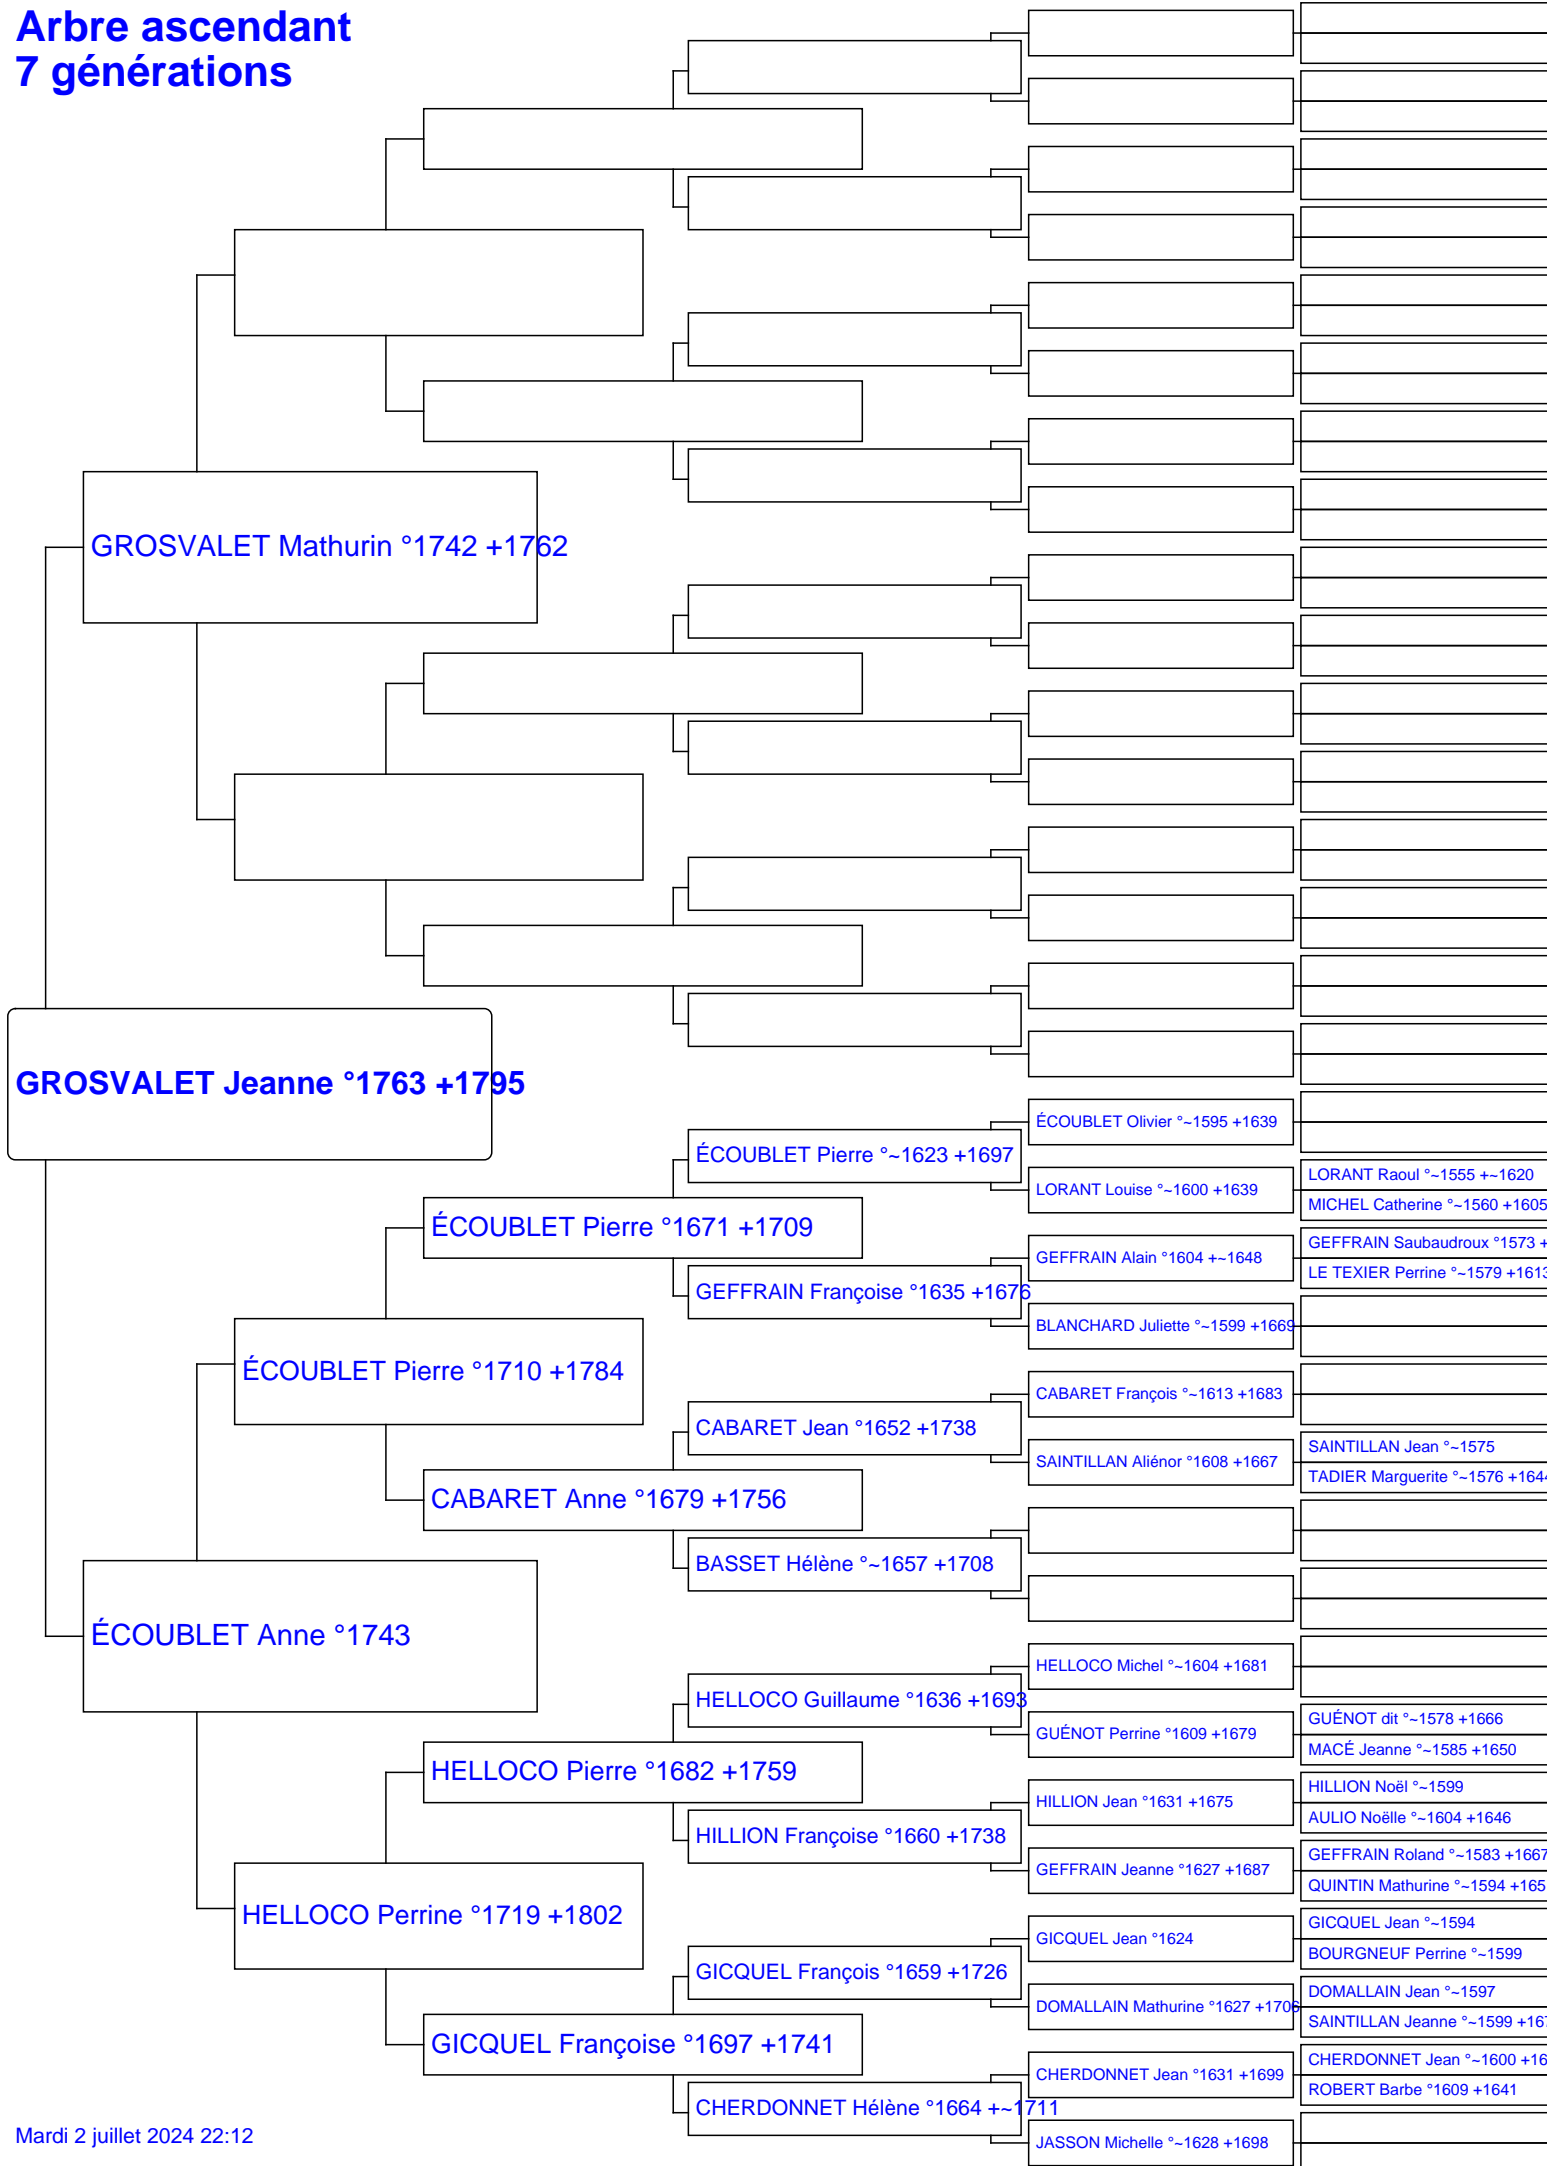 Arbre ascendant
7 générations
GROSVALET Mathurin °1742 +1762
GROSVALET Jeanne °1763 +1795
ÉCOUBLET Olivier °~1595 +1639
ÉCOUBLET Pierre °~1623 +1697
LORANT Raoul °~1555 +~1620
LORANT Louise °~1600 +1639
MICHEL Catherine °~1560 +1605
ÉCOUBLET Pierre °1671 +1709
GEFFRAIN Saubaudroux °1573 +
GEFFRAIN Alain °1604 +~1648
LE TEXIER Perrine °~1579 +1613
GEFFRAIN Françoise °1635 +1676
BLANCHARD Juliette °~1599 +1669
ÉCOUBLET Pierre °1710 +1784
CABARET François °~1613 +1683
CABARET Jean °1652 +1738
SAINTILLAN Jean °~1575
SAINTILLAN Aliénor °1608 +1667
TADIER Marguerite °~1576 +1644
CABARET Anne °1679 +1756
BASSET Hélène °~1657 +1708
ÉCOUBLET Anne °1743
HELLOCO Michel °~1604 +1681
HELLOCO Guillaume °1636 +1693
GUÉNOT dit °~1578 +1666
GUÉNOT Perrine °1609 +1679
MACÉ Jeanne °~1585 +1650
HELLOCO Pierre °1682 +1759
HILLION Noël °~1599
HILLION Jean °1631 +1675
AULIO Noëlle °~1604 +1646
HILLION Françoise °1660 +1738
GEFFRAIN Roland °~1583 +1667
GEFFRAIN Jeanne °1627 +1687
QUINTIN Mathurine °~1594 +165
HELLOCO Perrine °1719 +1802
GICQUEL Jean °~1594
GICQUEL Jean °1624
BOURGNEUF Perrine °~1599
GICQUEL François °1659 +1726
DOMALLAIN Jean °~1597
DOMALLAIN Mathurine °1627 +1706
SAINTILLAN Jeanne °~1599 +167
GICQUEL Françoise °1697 +1741
CHERDONNET Jean °~1600 +16
CHERDONNET Jean °1631 +1699
ROBERT Barbe °1609 +1641
CHERDONNET Hélène °1664 +~1711
JASSON Michelle °~1628 +1698
Mardi 2 juillet 2024 22:12